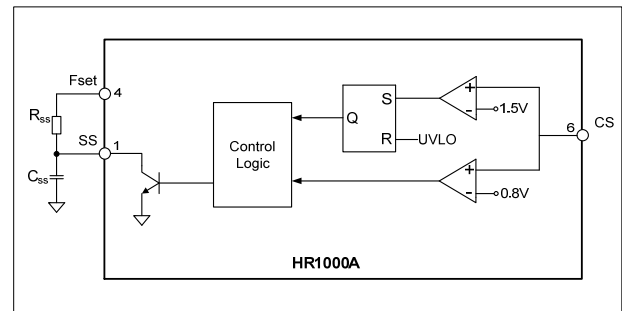 Fset
4
Rss
SS
1
Css
Control
Logic
Q
S
R
UVLO
+
-
1.5V
6
CS
+
-
0.8V
HR1000A